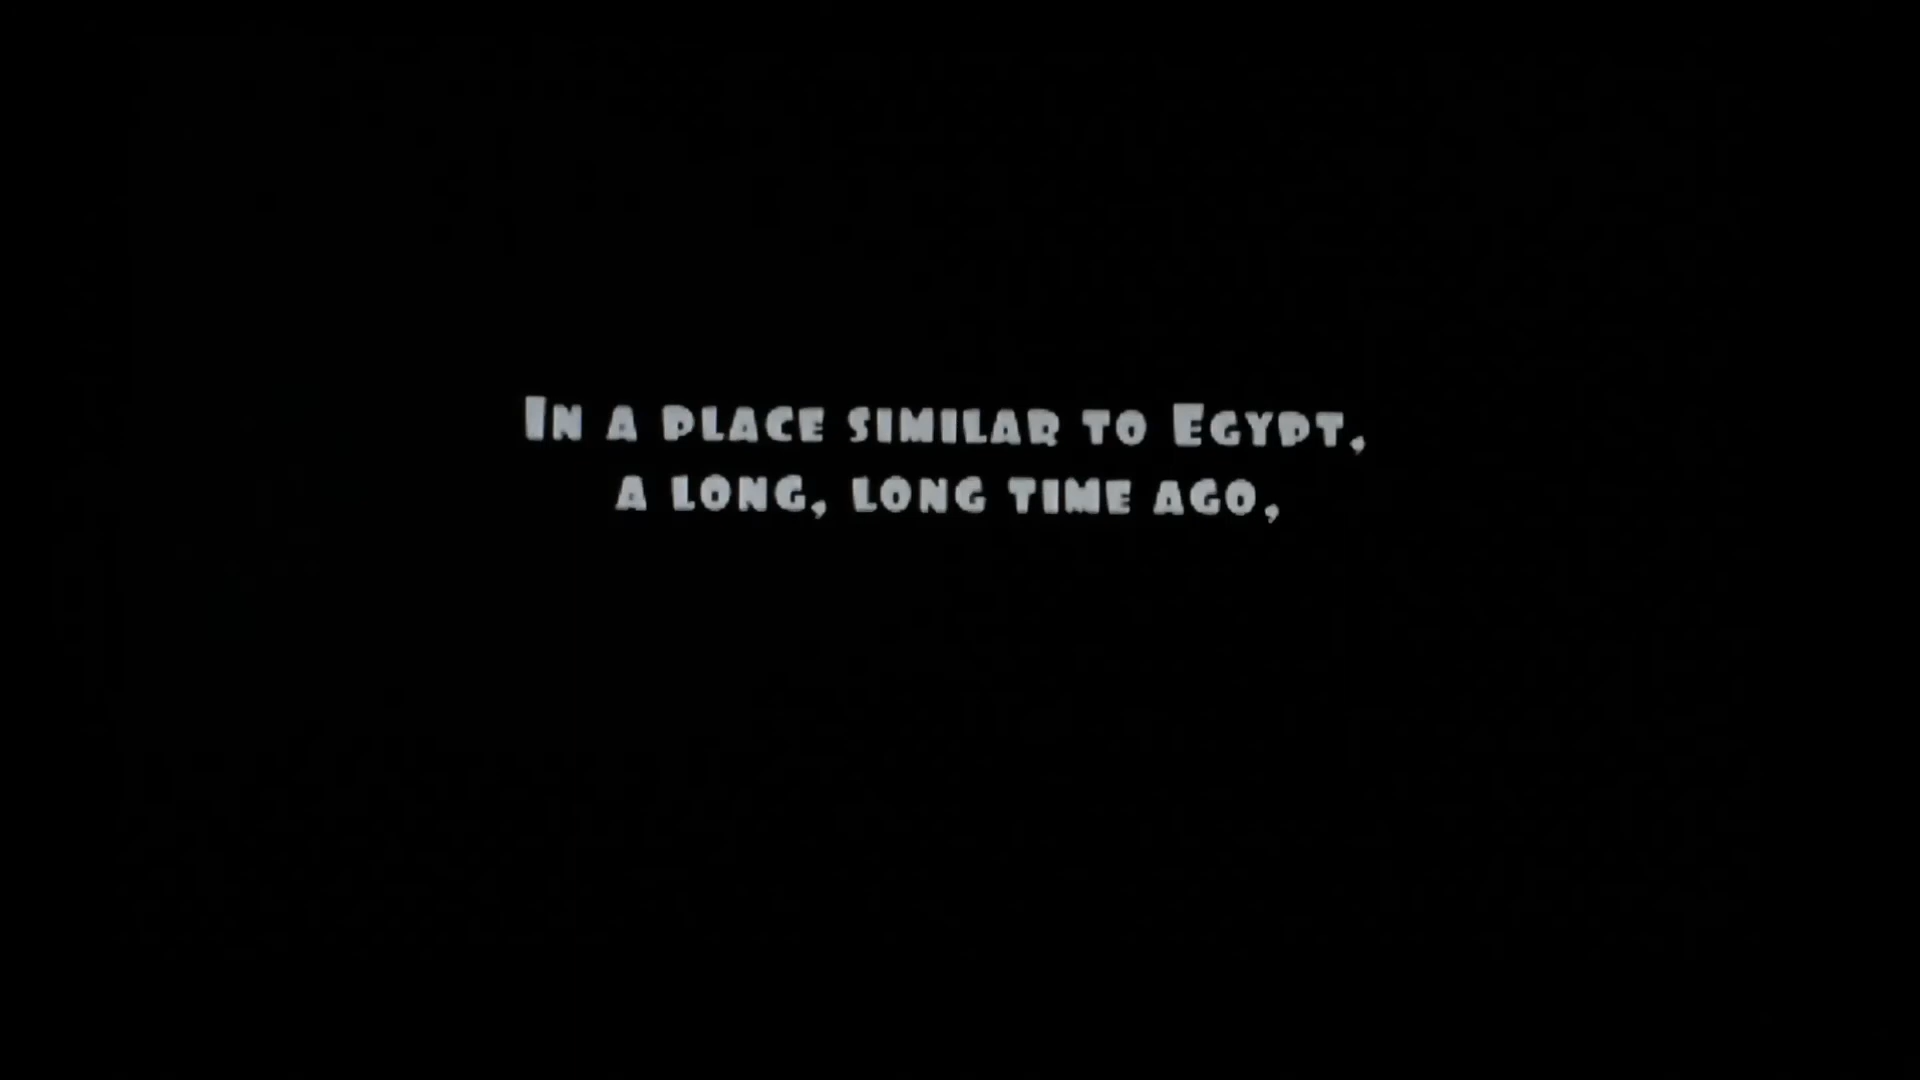 In a place similar to Egypt,
a long, long time ago,